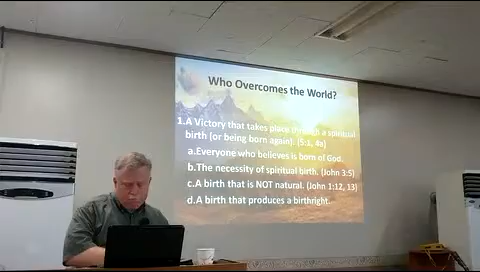 Who Overcomes the World?
1.A Victory that takes place through a spiritual
birth (or being born again). (5:1, 4a)
a.Everyone who believes is born of God.
b.The necessity of spiritual birth. (John 3:5)
c.A birth that is NOT natural. (John 1:12, 13)
d.A birth that produces a birthright.